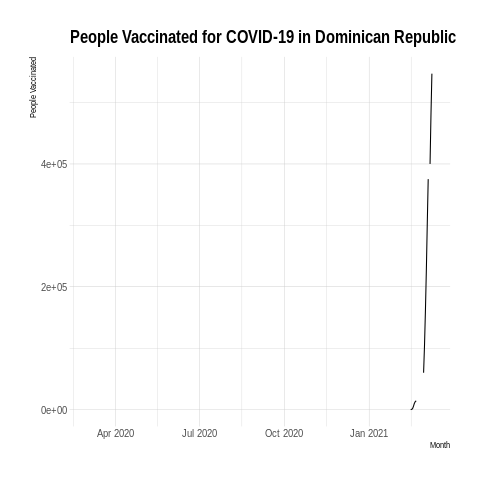 People Vaccinated for COVID-19 in Dominican Republic
People Vaccinated
4e+05
2e+05
0e+00
Apr 2020 Jul 2020 Oct 2020 Jan 2021
Month